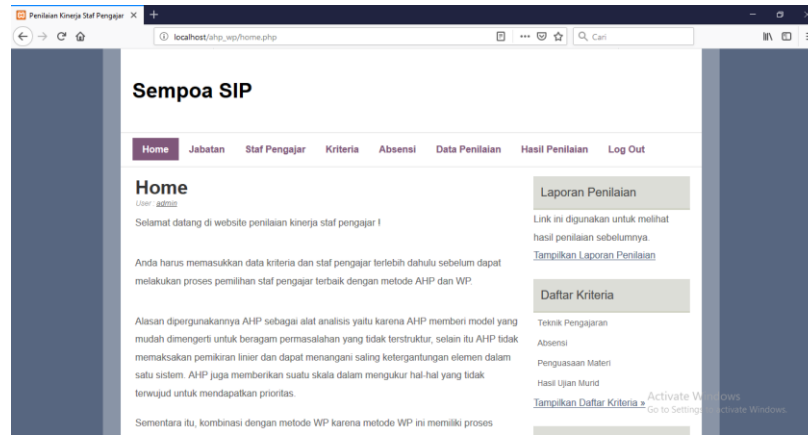 Penilaian Kinerja Staf Pengajar
localhost/ahp_wp/home.php
Cari
Sempoa SIP
Home Jabatan Staf Pengajar Kriteria Absensi Data Penilaian Hasil Penilaian Log Out
Home
User : admin
Selamat datang di website penilaian kinerja staf pengajar !
Anda harus memasukkan data kriteria dan staf pengajar terlebih dahulu sebelum dapat
melakukan proses pemilihan staf pengajar terbaik dengan metode AHP dan WP.
Alasan dipergunakannya AHP sebagai alat analisis yaitu karena AHP memberi model yang
mudah dimengerti untuk beragam permasalahan yang tidak terstruktur, selain itu AHP tidak
memaksakan pemikiran linier dan dapat menangani saling ketergantungan elemen dalam
satu sistem. AHP juga memberikan suatu skala dalam mengukur hal-hal yang tidak
terwujud untuk mendapatkan prioritas.
Sementara itu, kombinasi dengan metode WP karena metode WP ini memiliki proses
Laporan Penilaian
Link ini digunakan untuk melihat
hasil penilaian sebelumnya.
Tampilkan Laporan Penilaian
Daftar Kriteria
Teknik Pengajaran
Absensi
Penguasaan Materi
Hasil Ujian Murid
Tampilkan Daftar Kriteria »
Activate Windows
Go to Settings to activate Windows.